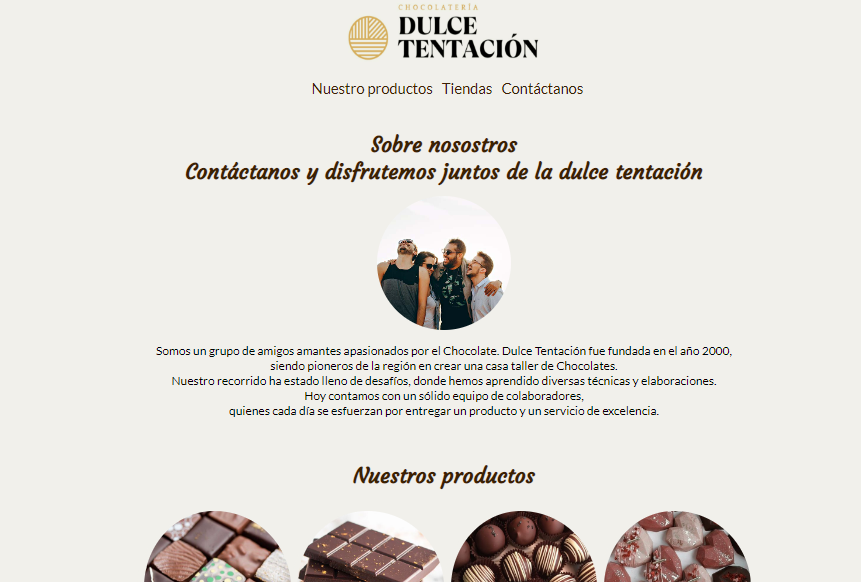 CHOCOLATERÍA
DULCE
TENTACIÓN
Nuestro productos Tiendas Contáctanos
Sobre nosostros
Contáctanos y disfrutemos juntos de la dulce tentación
Somos un grupo de amigos amantes apasionados por el Chocolate. Dulce Tentación fue fundada en el año 2000,
siendo pioneros de la región en crear una casa taller de Chocolates.
Nuestro recorrido ha estado lleno de desafíos, donde hemos aprendido diversas técnicas y elaboraciones.
Hoy contamos con un sólido equipo de colaboradores,
quienes cada día se esfuerzan por entregar un producto y un servicio de excelencia.
Nuestros productos